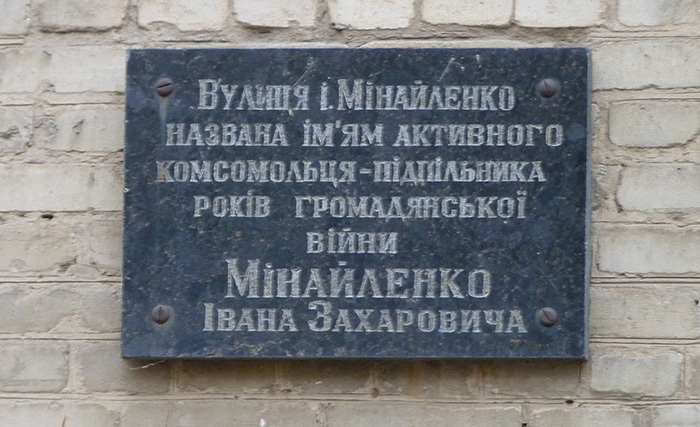 Вулиця і. Мінайленко
названа ім'ям активного
комсомольця-підпільника
років громадянської
війни
Мінайленко
Івана Захаровича